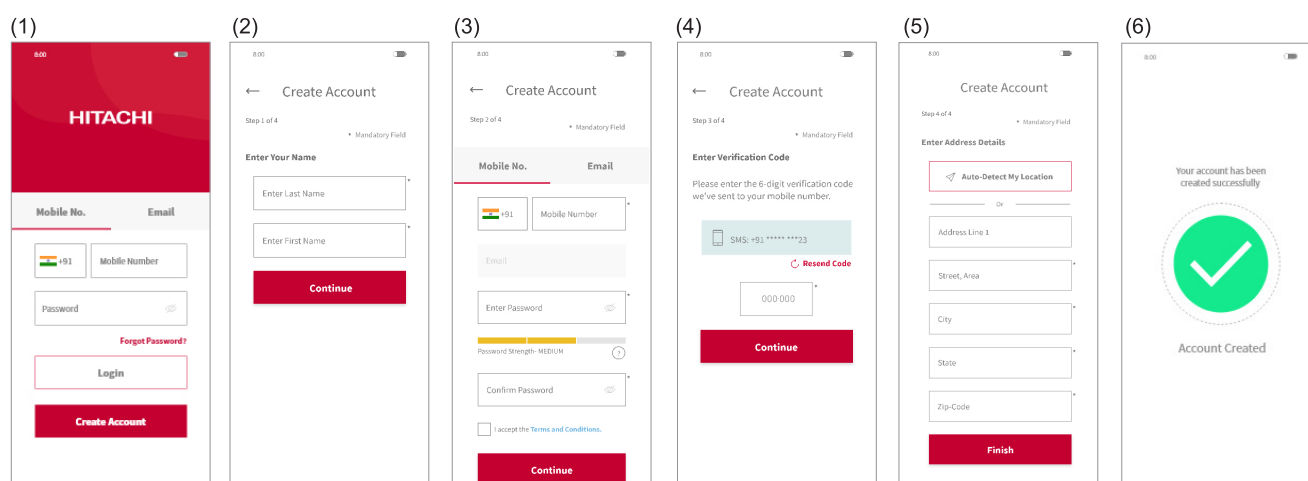 (1)
8:00
HITACHI
Mobile No. Email
+91 Mobile Number
Password
Forgot Password?
Login
Create Account
(2)
8:00
← Create Account
Step 1 of 4
* Mandatory Field
Enter Your Name
Enter Last Name *
Enter First Name *
Continue
(3)
8:00
← Create Account
Step 2 of 4
* Mandatory Field
Mobile No. Email
+91 Mobile Number *
Email
Enter Password *
Password Strength- MEDIUM ?
Confirm Password *
I accept the Terms and Conditions.
Continue
(4)
8:00
← Create Account
Step 3 of 4
* Mandatory Field
Enter Verification Code
Please enter the 6-digit verification code
we've sent to your mobile number.
SMS: +91 ***** ***23
Resend Code
000-000 *
Continue
(5)
8:00
Create Account
Step 4 of 4
* Mandatory Field
Enter Address Details
Auto-Detect My Location
Or
Address Line 1
Street, Area *
City *
State *
Zip-Code *
Finish
(6)
8:00
Your account has been
created successfully
Account Created